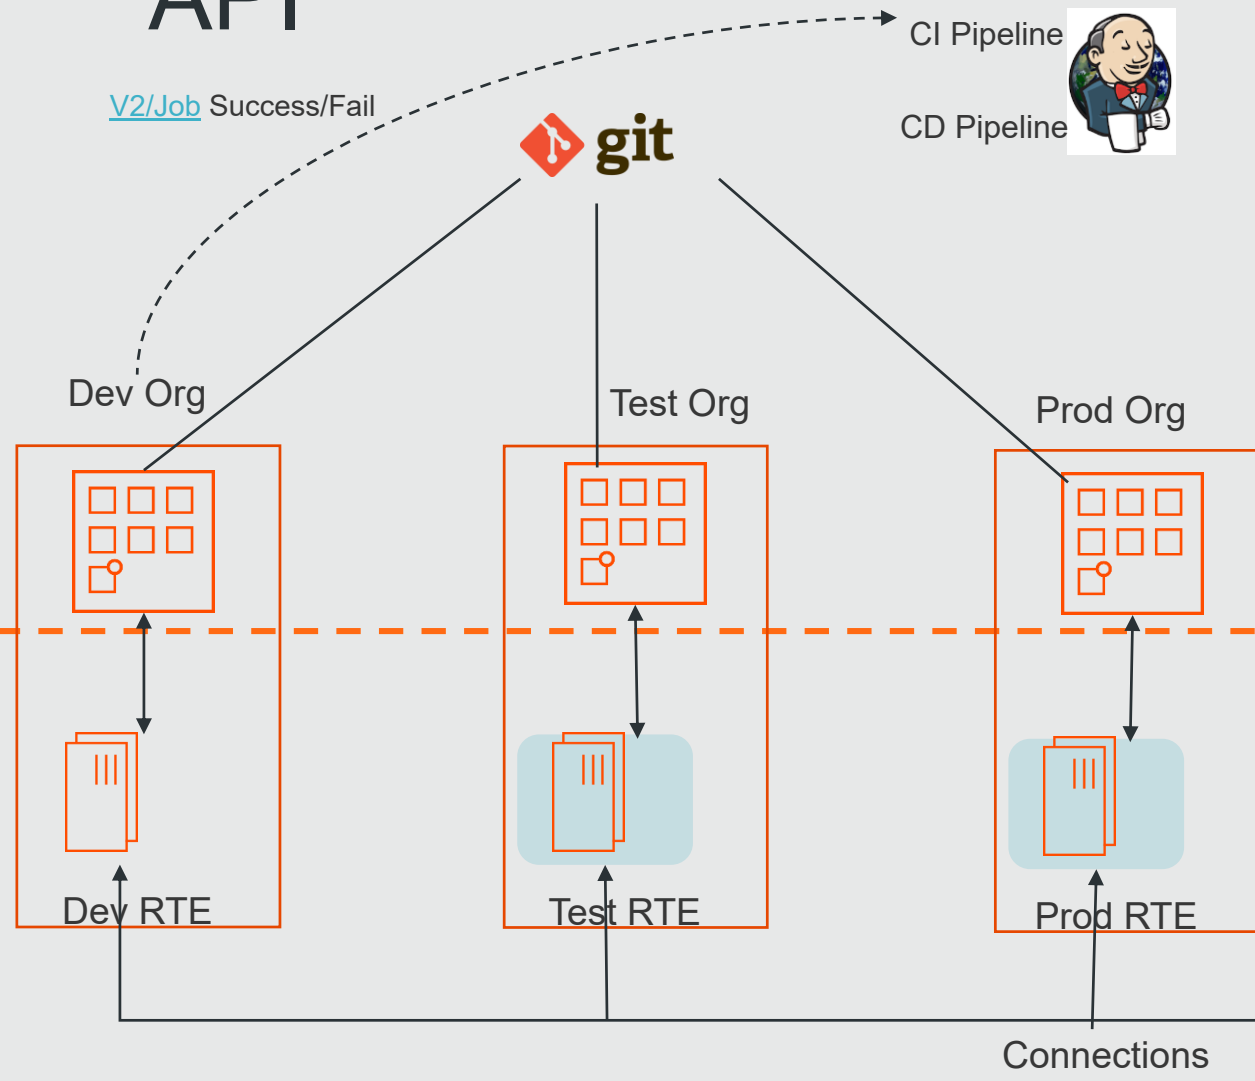 API
CI Pipeline
V2/Job Success/Fail
git
CD Pipeline
Dev Org
Test Org
Prod Org
Dev RTE
Test RTE
Prod RTE
Connections